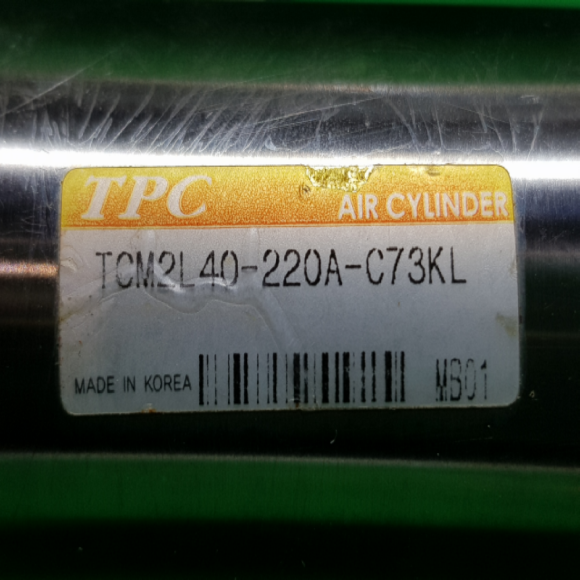 TPC
AIR CYLINDER
TCM2L40-220A-C73KL
MADE IN KOREA
MB01